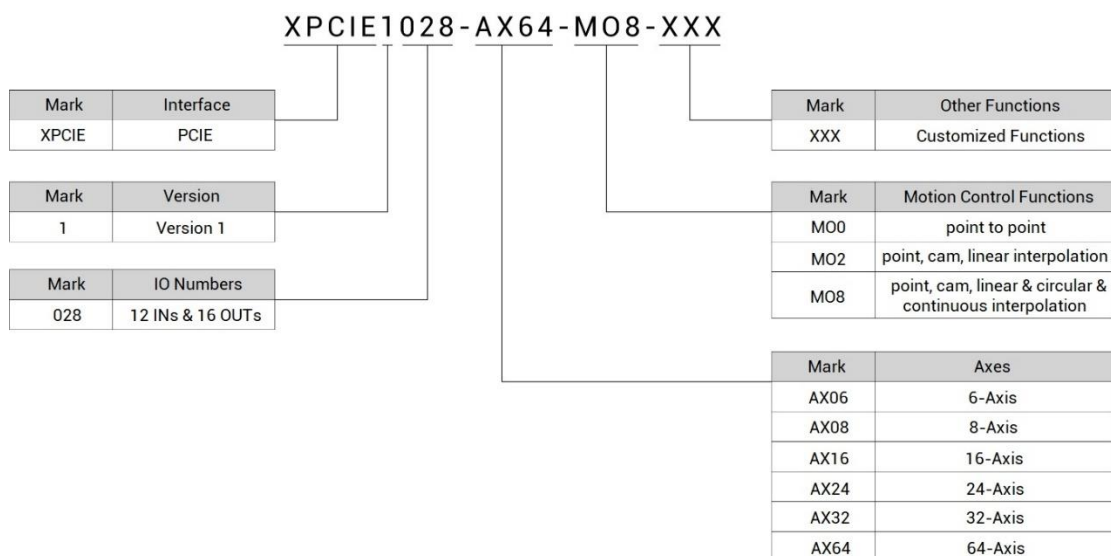 XPCIE1028-AX64-MO8-XXX
Mark Interface
XPCIE PCIE
Mark Version
1 Version 1
Mark IO Numbers
028 12 INs & 16 OUTs
Mark Other Functions
XXX Customized Functions
Mark Motion Control Functions
MO0 point to point
MO2 point, cam, linear interpolation
MO8 point, cam, linear & circular &
continuous interpolation
Mark Axes
AX06 6-Axis
AX08 8-Axis
AX16 16-Axis
AX24 24-Axis
AX32 32-Axis
AX64 64-Axis